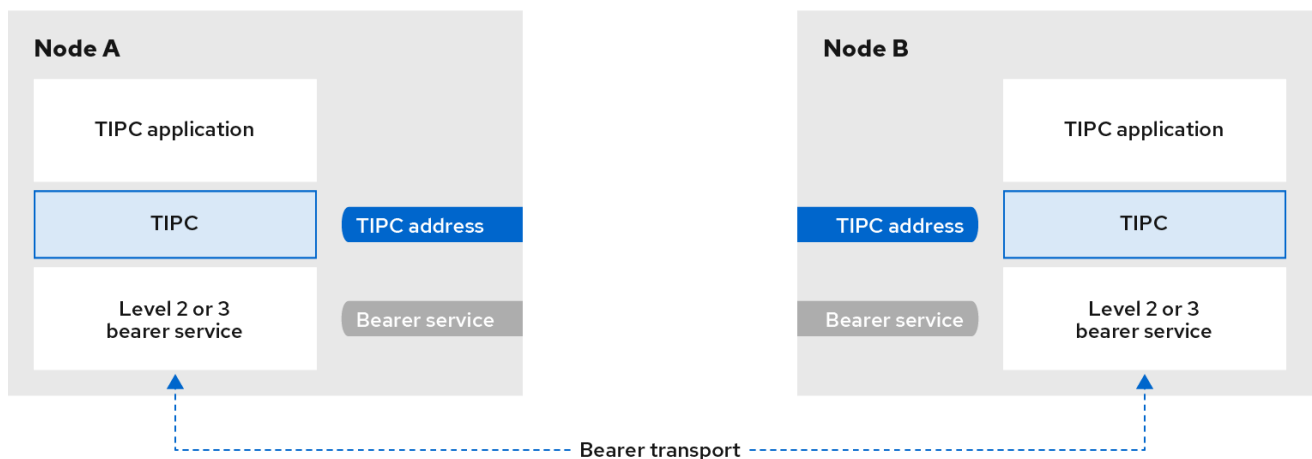 Node A
TIPC application
TIPC
TIPC address
Level 2 or 3
bearer service
Bearer service
Node B
TIPC application
TIPC address
TIPC
Bearer service
Level 2 or 3
bearer service
Bearer transport